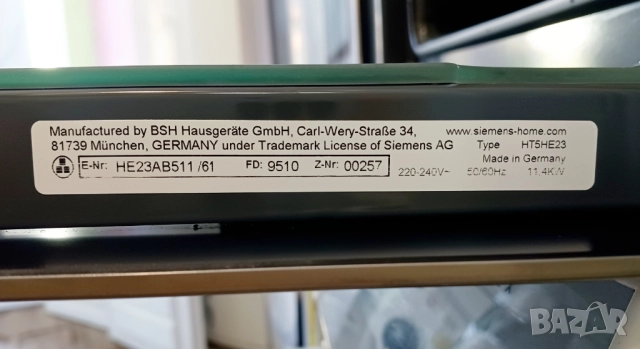 Manufactured by BSH Hausgeräte GmbH, Carl-Wery-Straße 34,
81739 München, GERMANY under Trademark License of Siemens AG
www.siemens-home.com
Type HT5HE23
Made in Germany
E-Nr: HE23AB511 /61 FD: 9510 Z-Nr: 00257
220-240V~ 50/60Hz 11,4KW
BAZAR